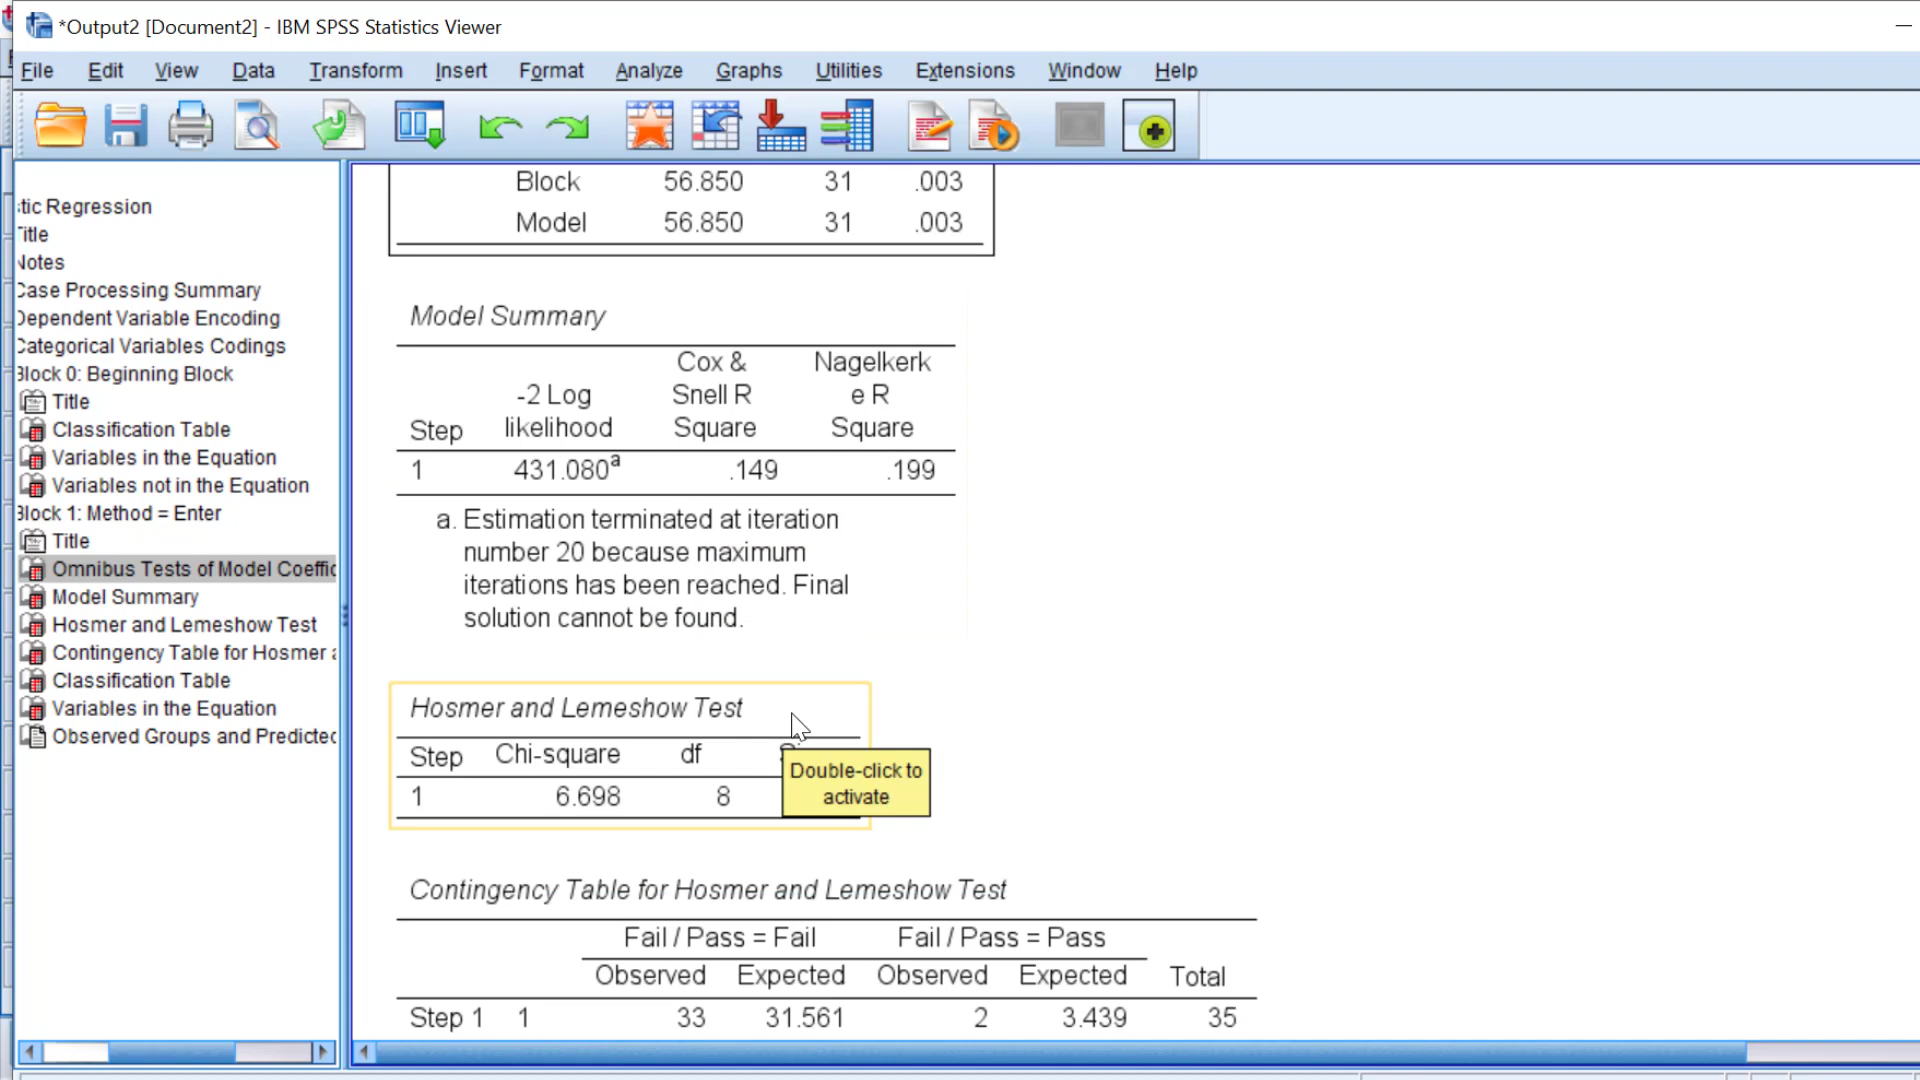 *Output2 [Document2] - IBM SPSS Statistics Viewer
File Edit View Data Transform Insert Format Analyze Graphs Utilities Extensions Window Help
tic Regression
Title
Notes
Case Processing Summary
Dependent Variable Encoding
Categorical Variables Codings
Block 0: Beginning Block
Title
Classification Table
Variables in the Equation
Variables not in the Equation
Block 1: Method = Enter
Title
Omnibus Tests of Model Coeffic
Model Summary
Hosmer and Lemeshow Test
Contingency Table for Hosmer a
Classification Table
Variables in the Equation
Observed Groups and Predicted
Block 56.850 31 .003
Model 56.850 31 .003
Model Summary
Cox & Nagelkerk
-2 Log Snell R e R
Step likelihood Square Square
1 431.080a .149 .199
a. Estimation terminated at iteration
number 20 because maximum
iterations has been reached. Final
solution cannot be found.
Hosmer and Lemeshow Test
Step Chi-square df
1 6.698 8
Double-click to
activate
Contingency Table for Hosmer and Lemeshow Test
Fail / Pass = Fail Fail / Pass = Pass
Observed Expected Observed Expected Total
Step 1 1 33 31.561 2 3.439 35